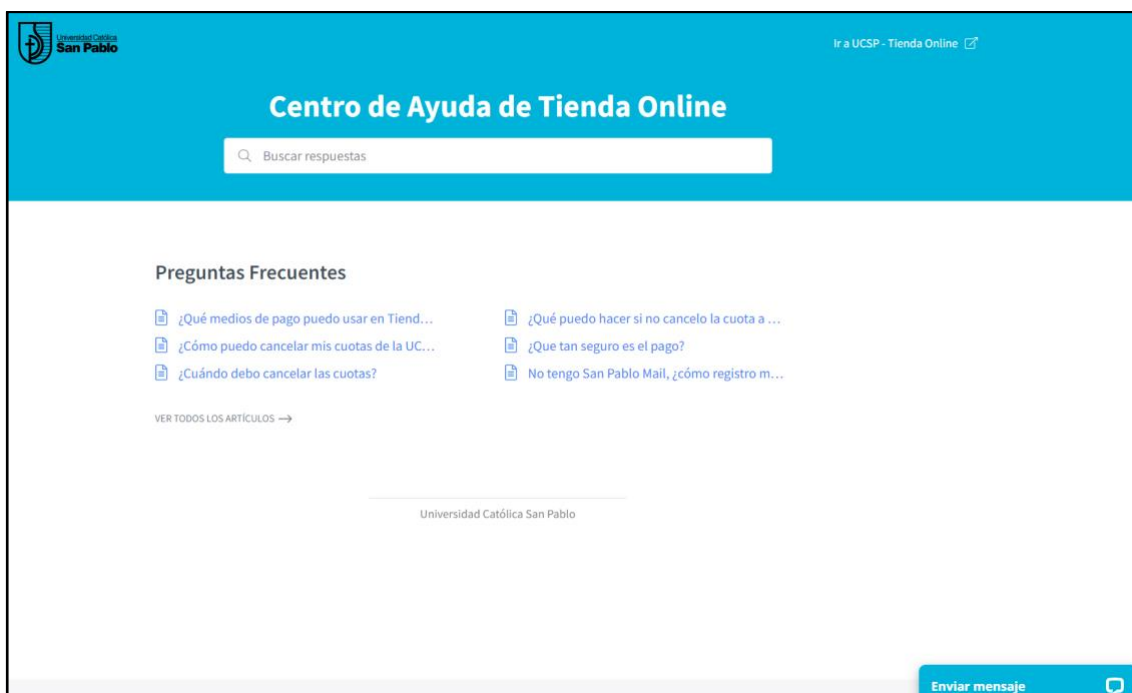 Universidad Católica
San Pablo
Ir a UCSP - Tienda Online
Centro de Ayuda de Tienda Online
Buscar respuestas
Preguntas Frecuentes
¿Qué medios de pago puedo usar en Tiend...
¿Qué puedo hacer si no cancelo la cuota a ...
¿Cómo puedo cancelar mis cuotas de la UC...
¿Que tan seguro es el pago?
¿Cuándo debo cancelar las cuotas?
No tengo San Pablo Mail, ¿cómo registro m...
VER TODOS LOS ARTÍCULOS
Universidad Católica San Pablo
Enviar mensaje